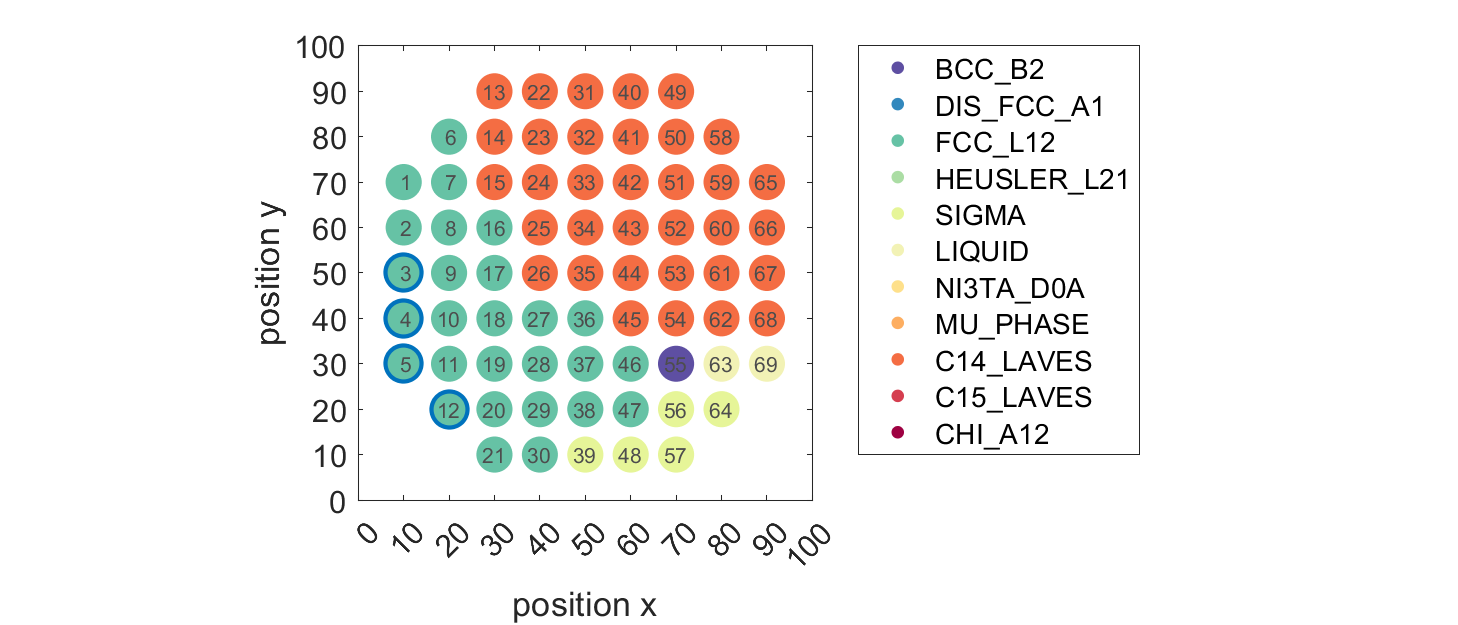 100
90
80
70
60
50
40
30
20
10
0
position y
13 22 31 40 49
6 14 23 32 41 50 58
1 7 15 24 33 42 51 59 65
2 8 16 25 34 43 52 60 66
3 9 17 26 35 44 53 61 67
4 10 18 27 36 45 54 62 68
5 11 19 28 37 46 55 63 69
12 20 29 38 47 56 64
21 30 39 48 57
0 10 20 30 40 50 60 70 80 90 100
position x
BCC_B2
DIS_FCC_A1
FCC_L12
HEUSLER_L21
SIGMA
LIQUID
NI3TA_D0A
MU_PHASE
C14_LAVES
C15_LAVES
CHI_A12